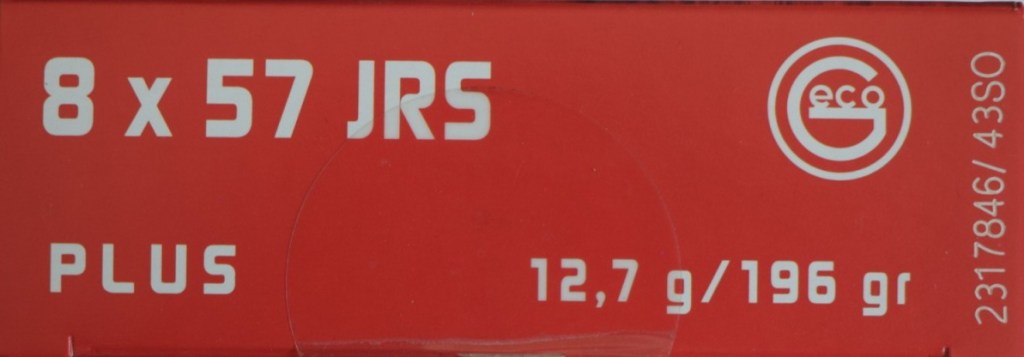 8 x 57 JRS
Geco
PLUS
12,7 g/196 gr
2317846/43SO